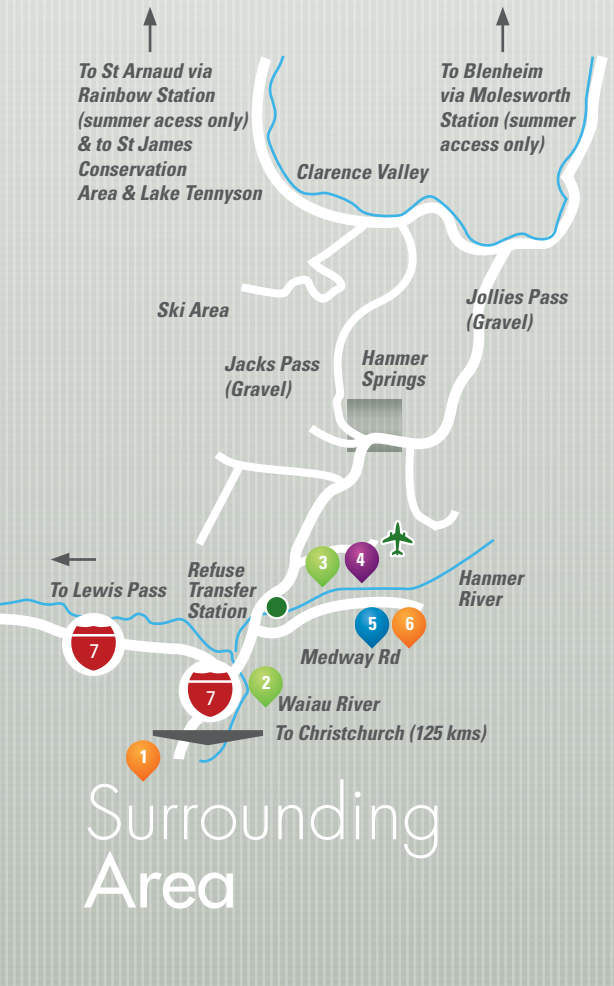 To St Arnaud via
Rainbow Station
(summer acess only)
& to St James
Conservation
Area & Lake Tennyson
To Blenheim
via Molesworth
Station (summer
access only)
Clarence Valley
Ski Area
Jollies Pass
(Gravel)
Jacks Pass
(Gravel)
Hanmer
Springs
3
4
To Lewis Pass
Refuse
Transfer
Station
Hanmer
River
5
6
7
Medway Rd
2
7
Waiau River
To Christchurch (125 kms)
1
Surrounding
Area